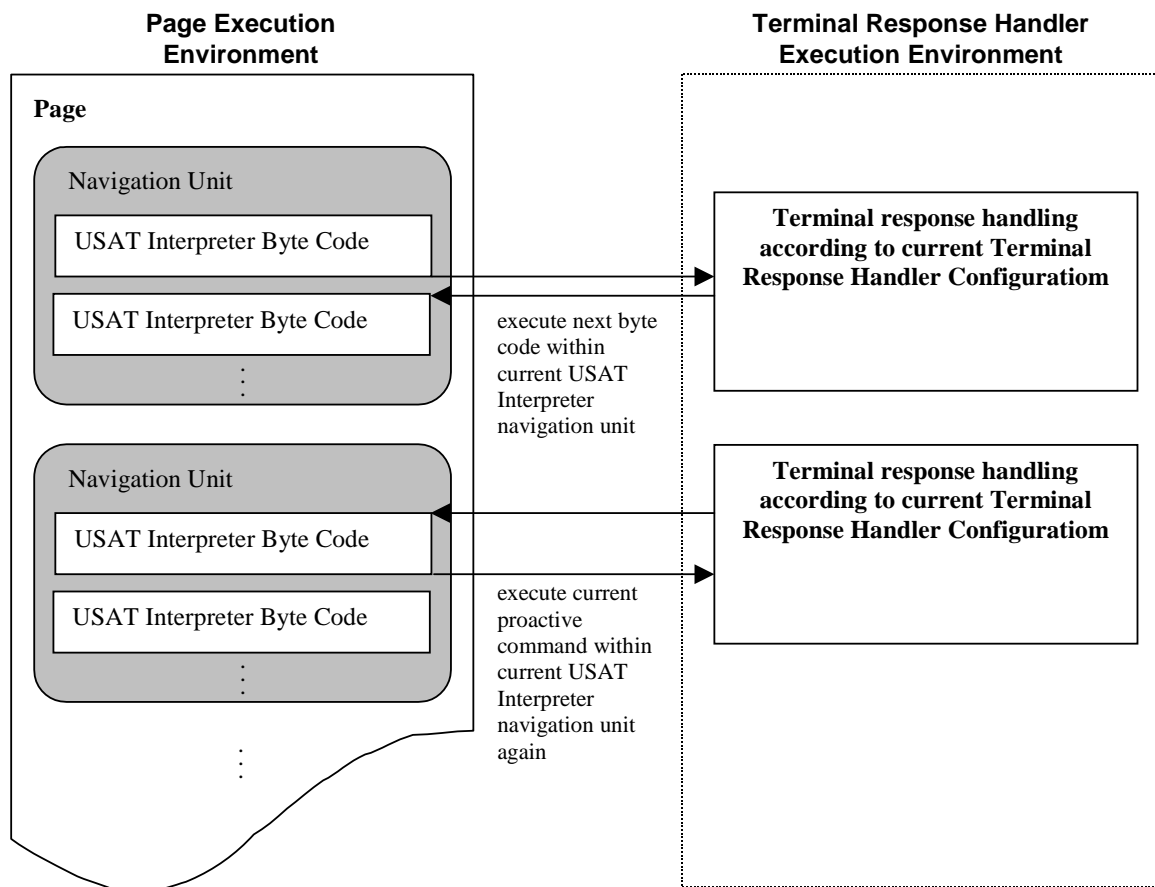 Page Execution
Environment
Terminal Response Handler
Execution Environment
Page
Navigation Unit
USAT Interpreter Byte Code
USAT Interpreter Byte Code
Terminal response handling
according to current Terminal
Response Handler Configuratiom
execute next byte
code within
current USAT
Interpreter
navigation unit
Navigation Unit
USAT Interpreter Byte Code
USAT Interpreter Byte Code
Terminal response handling
according to current Terminal
Response Handler Configuratiom
execute current
proactive
command within
current USAT
Interpreter
navigation unit
again